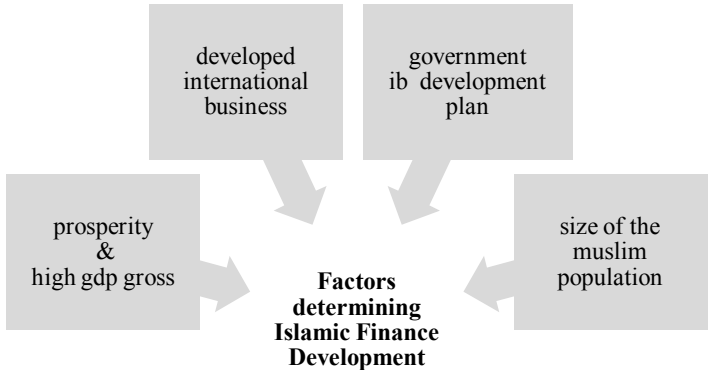 developed
international
business
government
ib development
plan
prosperity
&
high gdp gross
size of the
muslim
population
Factors
determining
Islamic Finance
Development